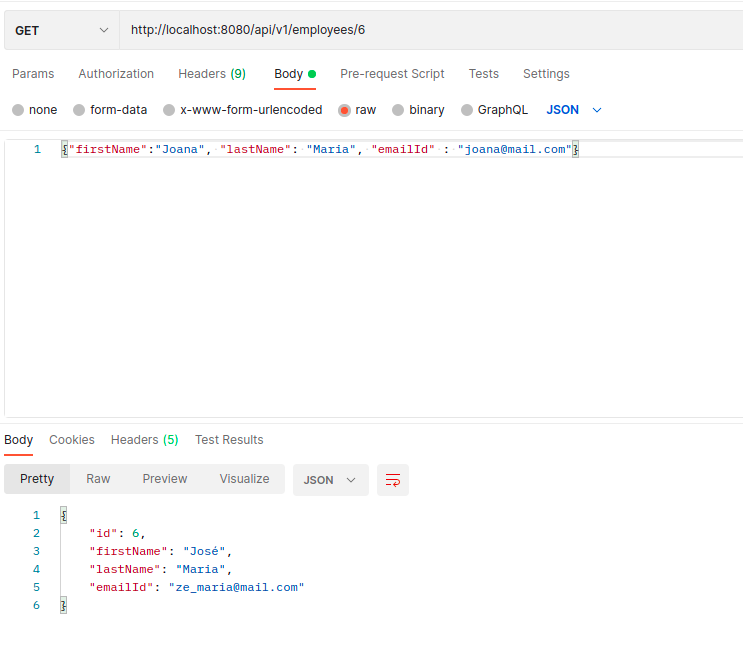 GET http://localhost:8080/api/v1/employees/6
Params Authorization Headers (9) Body Pre-request Script Tests Settings
none form-data x-www-form-urlencoded raw binary GraphQL JSON
1 {"firstName":"Joana", "lastName": "Maria", "emailId" : "joana@mail.com"}
Body Cookies Headers (5) Test Results
Pretty Raw Preview Visualize JSON
1 {
2 "id": 6,
3 "firstName": "José",
4 "lastName": "Maria",
5 "emailId": "ze_maria@mail.com"
6 }